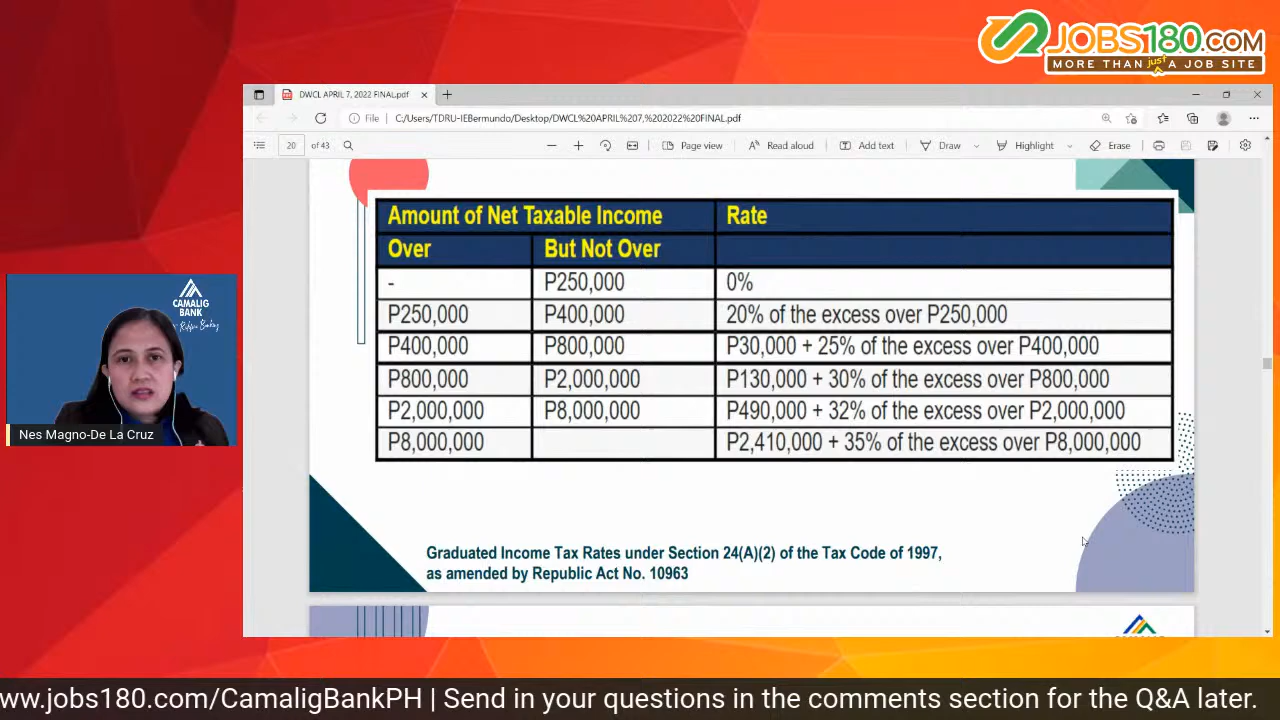 JOBS180.COM
MORE THAN just A JOB SITE
DWCL APRIL 7, 2022 FINAL.pdf
File C:/Users/TDRU-IEBermundo/Desktop/DWCL%20APRIL%207,%202022%20FINAL.pdf
20 of 43 Page view Read aloud Add text Draw Highlight Erase
Amount of Net Taxable Income Rate
Over But Not Over
- P250,000 0%
P250,000 P400,000 20% of the excess over P250,000
P400,000 P800,000 P30,000 + 25% of the excess over P400,000
P800,000 P2,000,000 P130,000 + 30% of the excess over P800,000
P2,000,000 P8,000,000 P490,000 + 32% of the excess over P2,000,000
P8,000,000 P2,410,000 + 35% of the excess over P8,000,000
CAMALIG
BANK
Nes Magno-De La Cruz
Graduated Income Tax Rates under Section 24(A)(2) of the Tax Code of 1997,
as amended by Republic Act No. 10963
ww.jobs180.com/CamaligBankPH | Send in your questions in the comments section for the Q&A later.